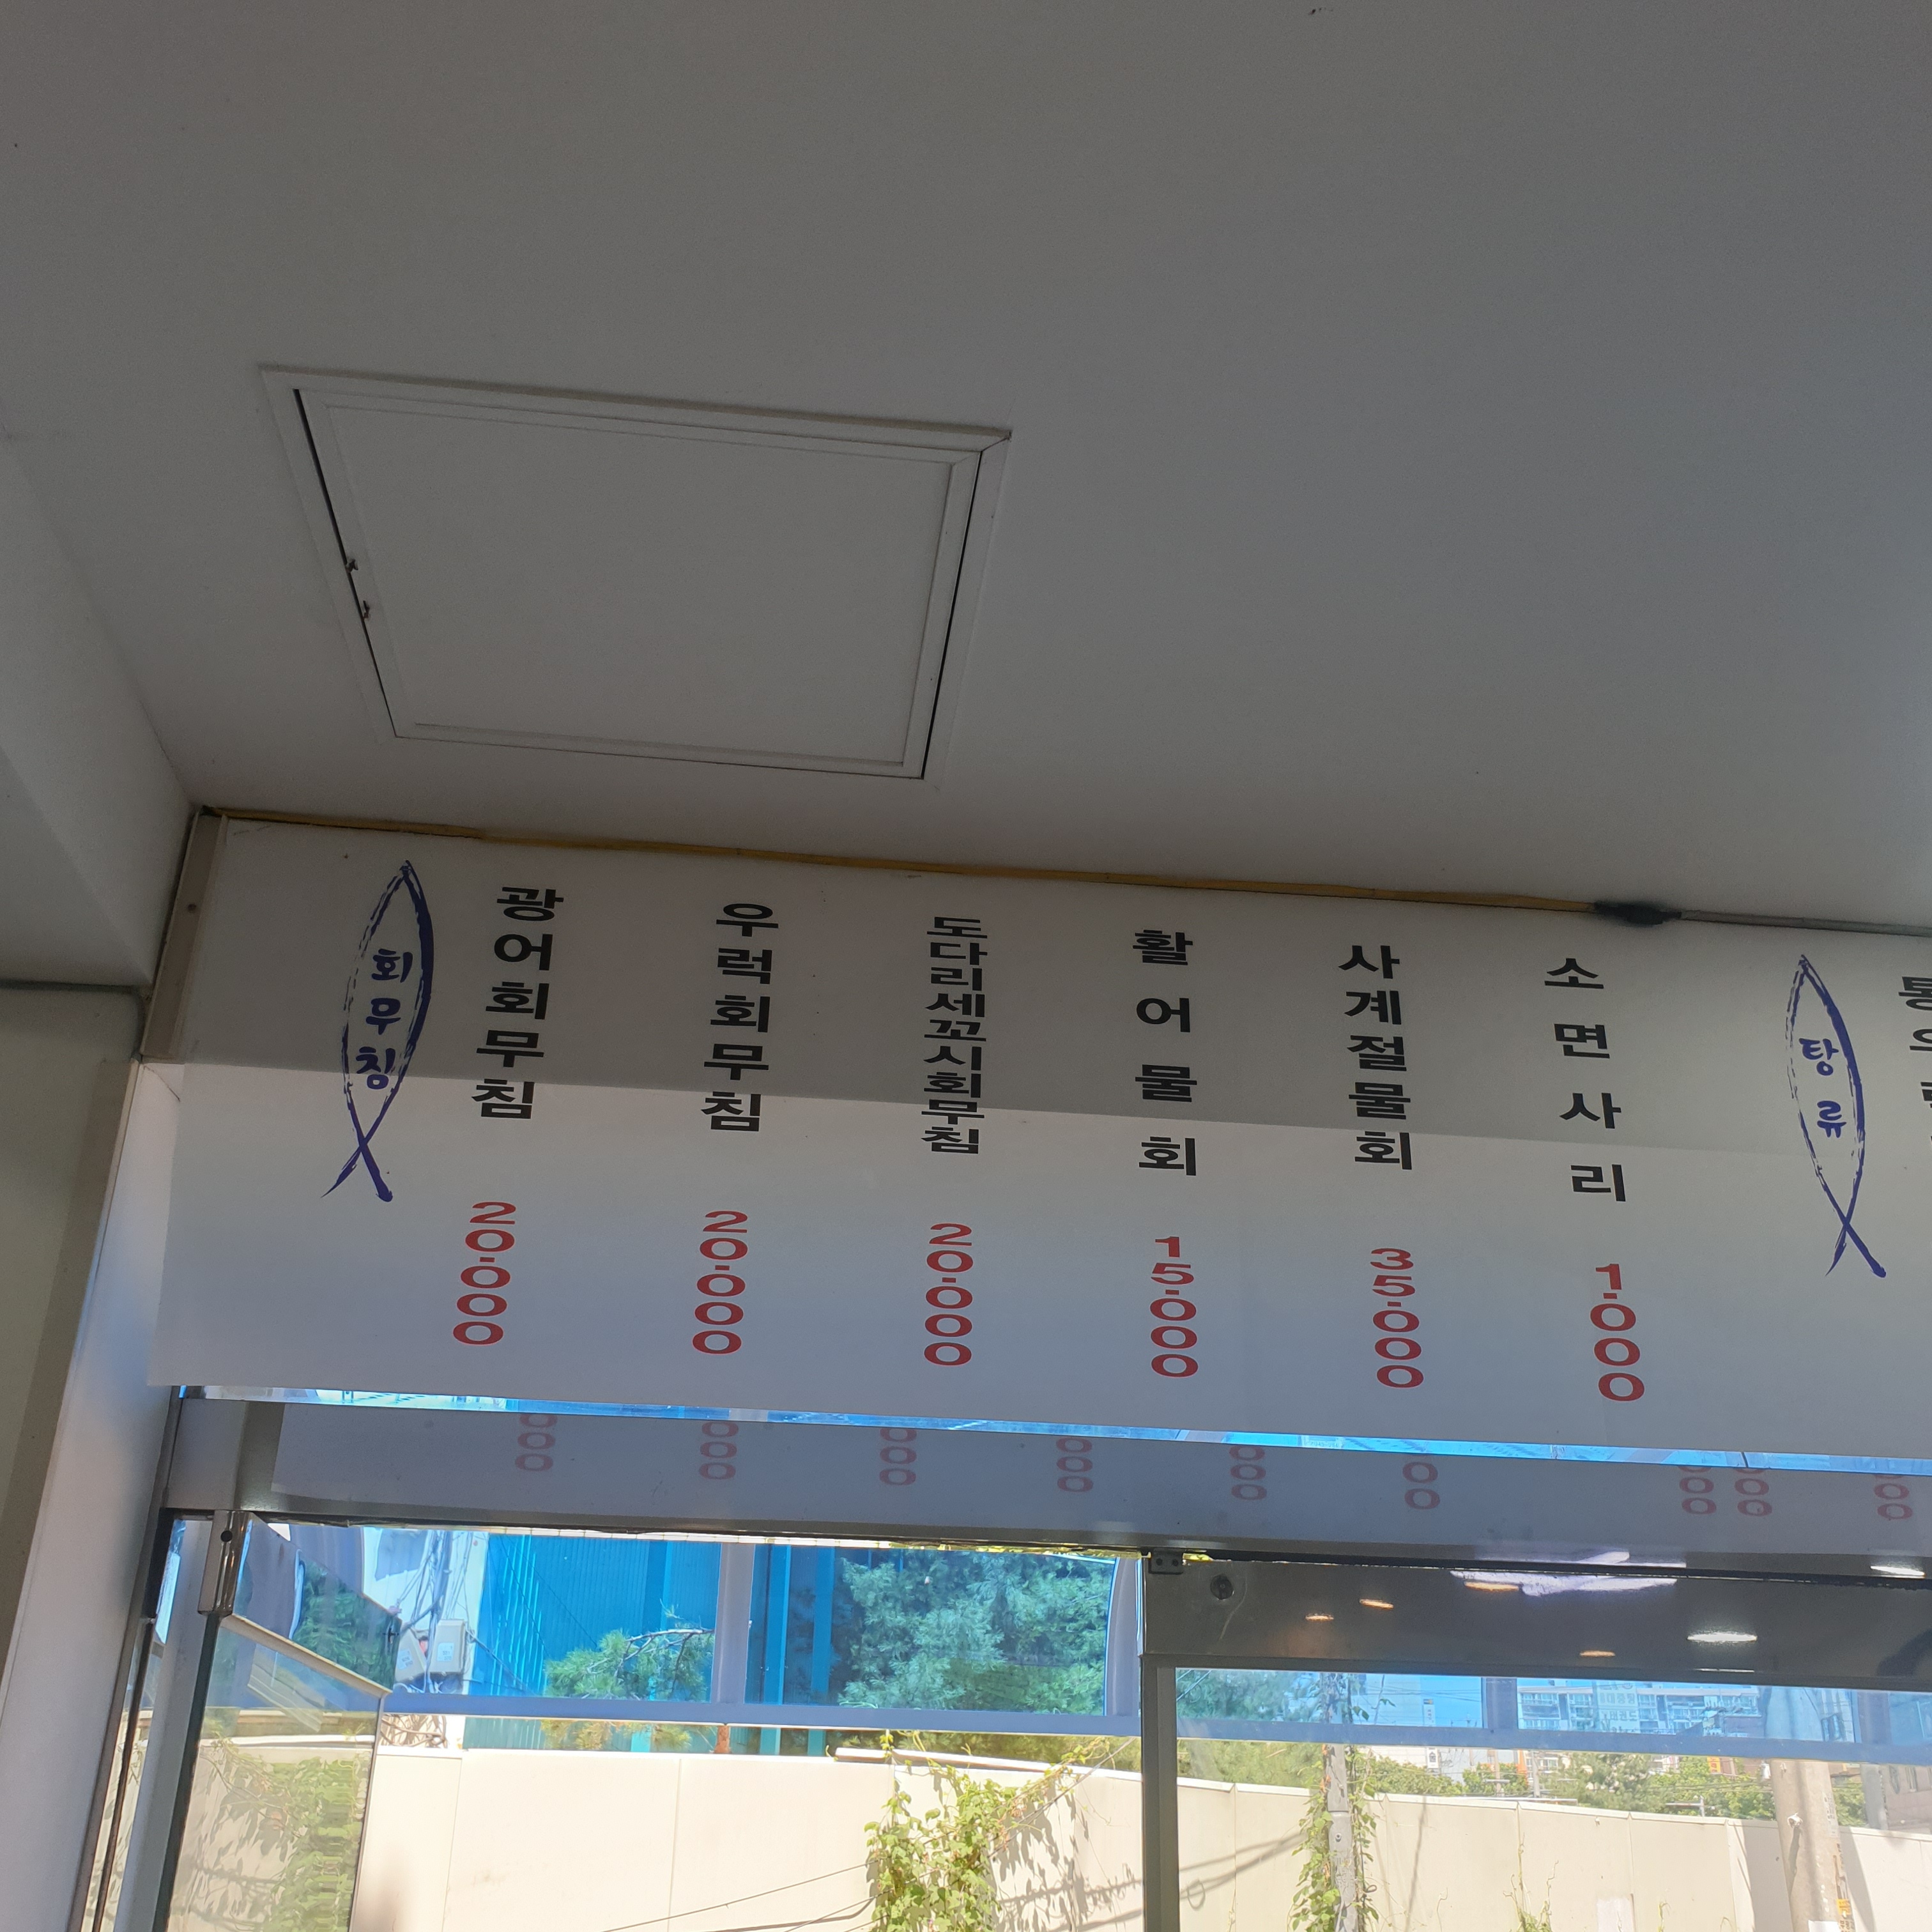 회무침
광어회무침 20.000
우럭회무침 20.000
도다리세꼬시회무침 20.000
활어물회 15.000
사계절물회 35.000
소면사리 1.000
탕류